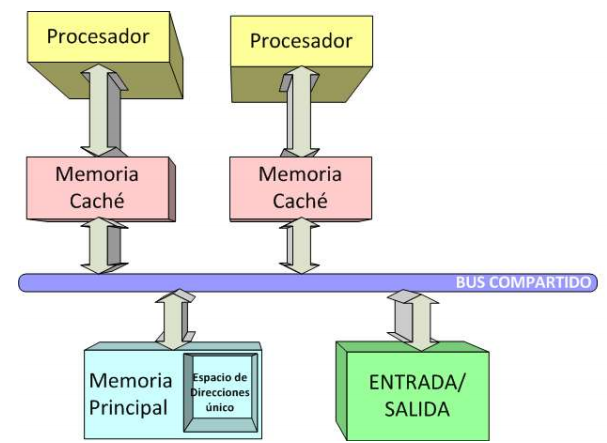 Procesador
Procesador
Memoria
Caché
Memoria
Caché
BUS COMPARTIDO
Memoria
Principal
Espacio de
Direcciones
único
ENTRADA/
SALIDA